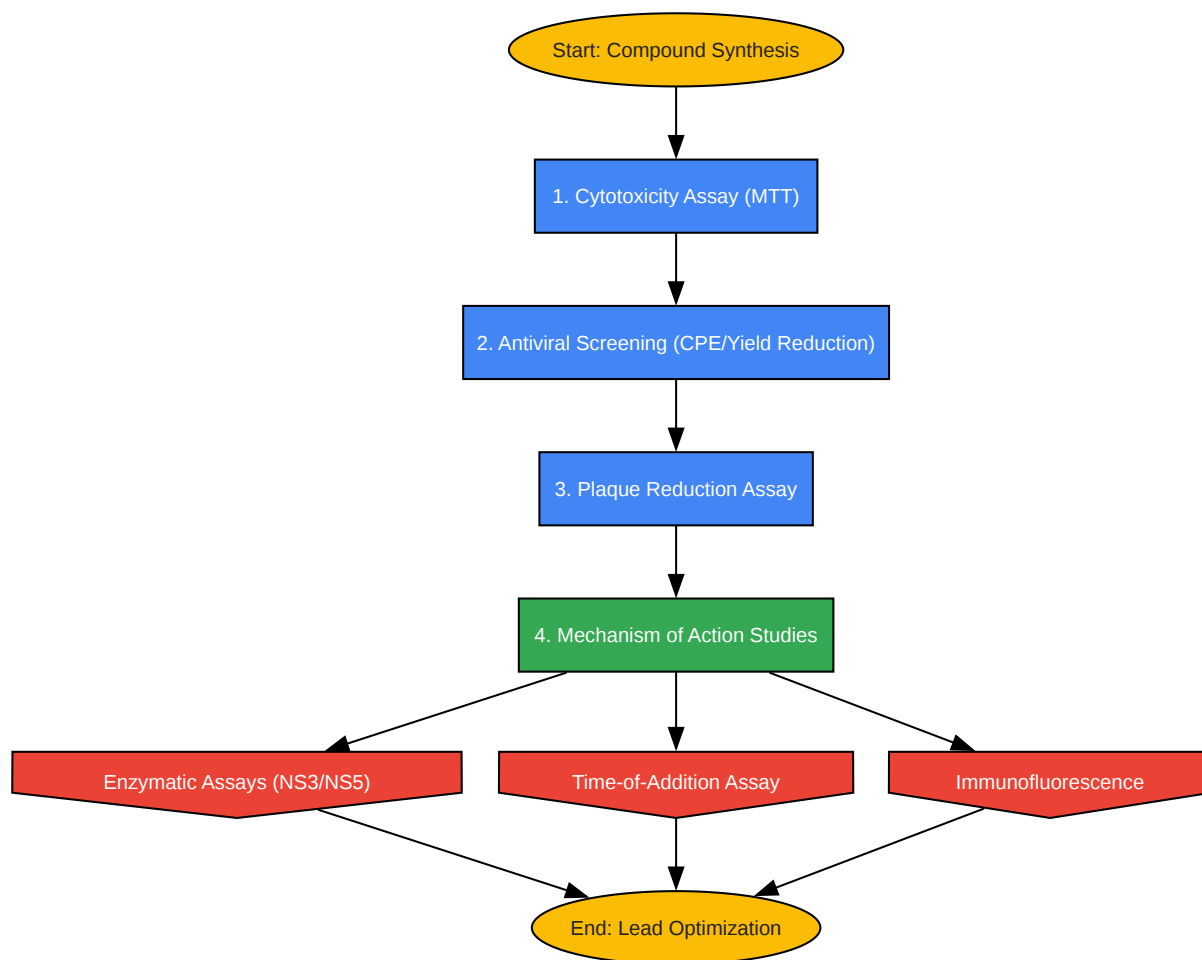 Start: Compound Synthesis
1. Cytotoxicity Assay (MTT)
2. Antiviral Screening (CPE/Yield Reduction)
3. Plaque Reduction Assay
4. Mechanism of Action Studies
Enzymatic Assays (NS3/NS5)
Time-of-Addition Assay
Immunofluorescence
End: Lead Optimization